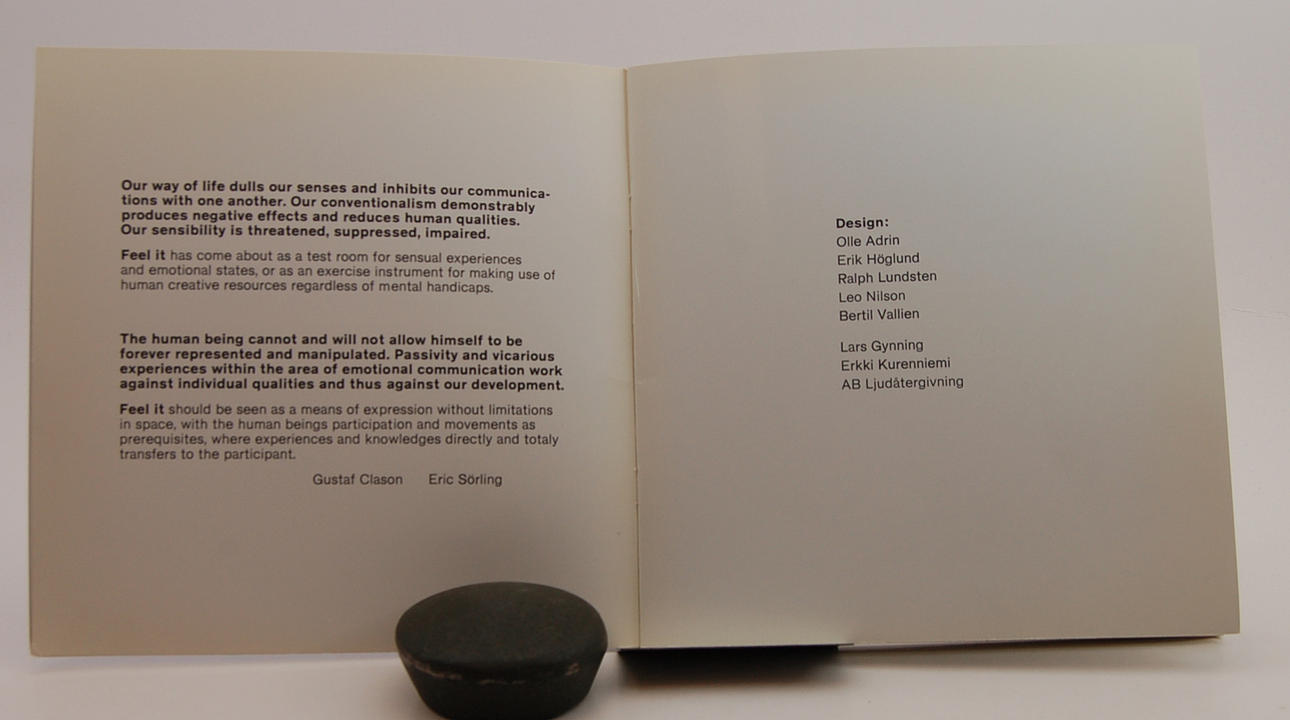 Our way of life dulls our senses and inhibits our communica-
tions with one another. Our conventionalism demonstrably
produces negative effects and reduces human qualities.
Our sensibility is threatened, suppressed, impaired.
Feel it has come about as a test room for sensual experiences
and emotional states, or as an exercise instrument for making use of
human creative resources regardless of mental handicaps.
The human being cannot and will not allow himself to be
forever represented and manipulated. Passivity and vicarious
experiences within the area of emotional communication work
against individual qualities and thus against our development.
Feel it should be seen as a means of expression without limitations
in space, with the human beings participation and movements as
prerequisites, where experiences and knowledges directly and totaly
transfers to the participant.
Gustaf Clason Eric Sörling
Design:
Olle Adrin
Erik Höglund
Ralph Lundsten
Leo Nilson
Bertil Vallien
Lars Gynning
Erkki Kurenniemi
AB Ljudåtergivning